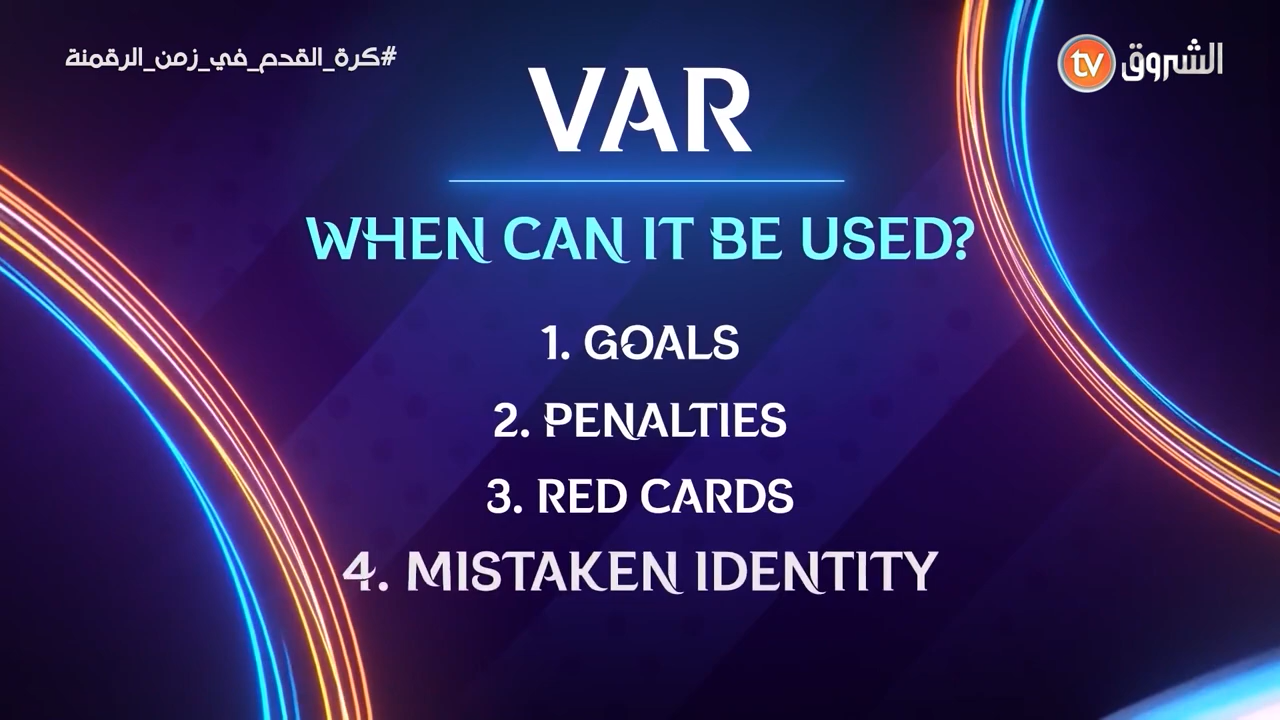 #كرة_القدم_في_زمن_الرقمنة
الشروق tv
VAR
WHEN CAN IT BE USED?
1. GOALS
2. PENALTIES
3. RED CARDS
4. MISTAKEN IDENTITY